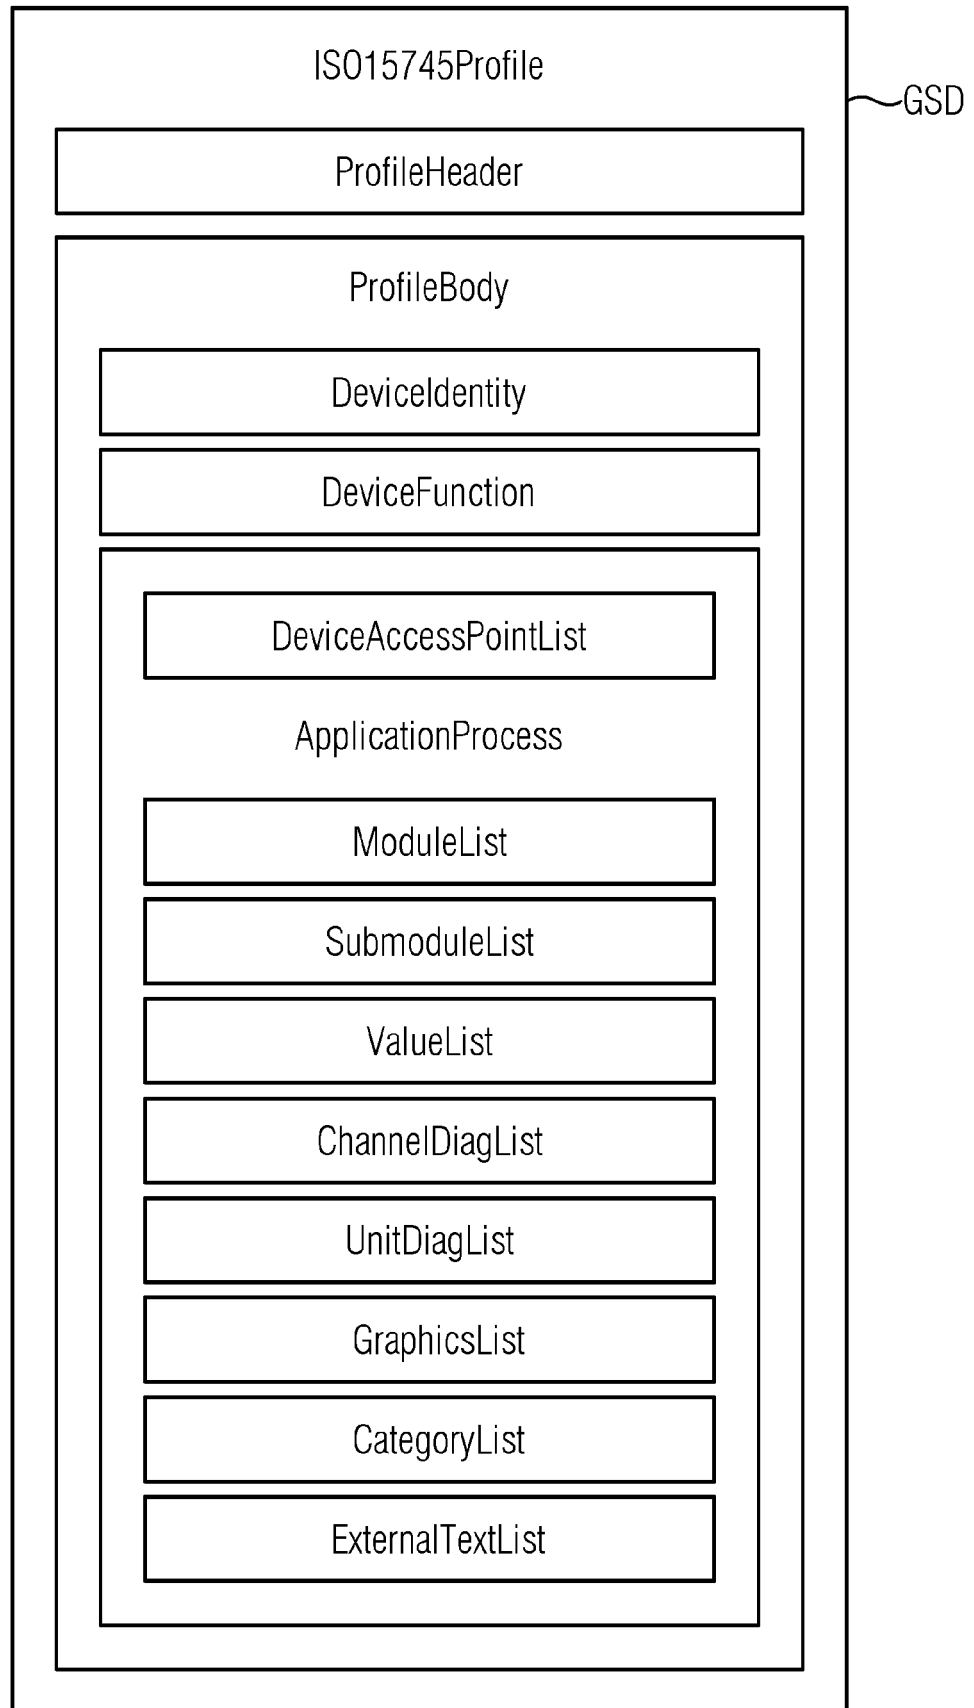 ISO15745Profile
GSD
ProfileHeader
ProfileBody
DeviceIdentity
DeviceFunction
DeviceAccessPointList
ApplicationProcess
ModuleList
SubmoduleList
ValueList
ChannelDiagList
UnitDiagList
GraphicsList
CategoryList
ExternalTextList